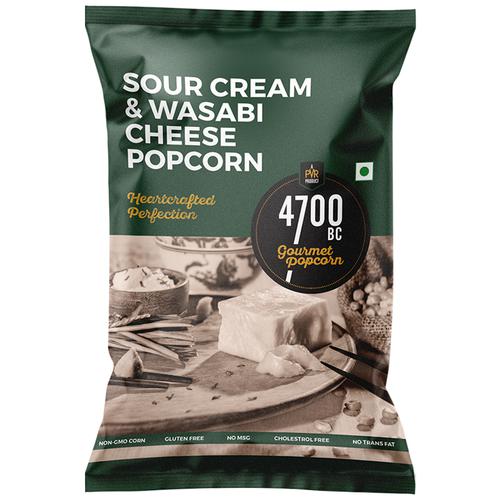 SOUR CREAM
& WASABI
CHEESE
POPCORN
Heartcrafted
Perfection
A
PVR
PRODUCT
4700
BC
Gourmet
Popcorn
NON-GMO CORN GLUTEN FREE NO MSG CHOLESTROL FREE NO TRANS FAT